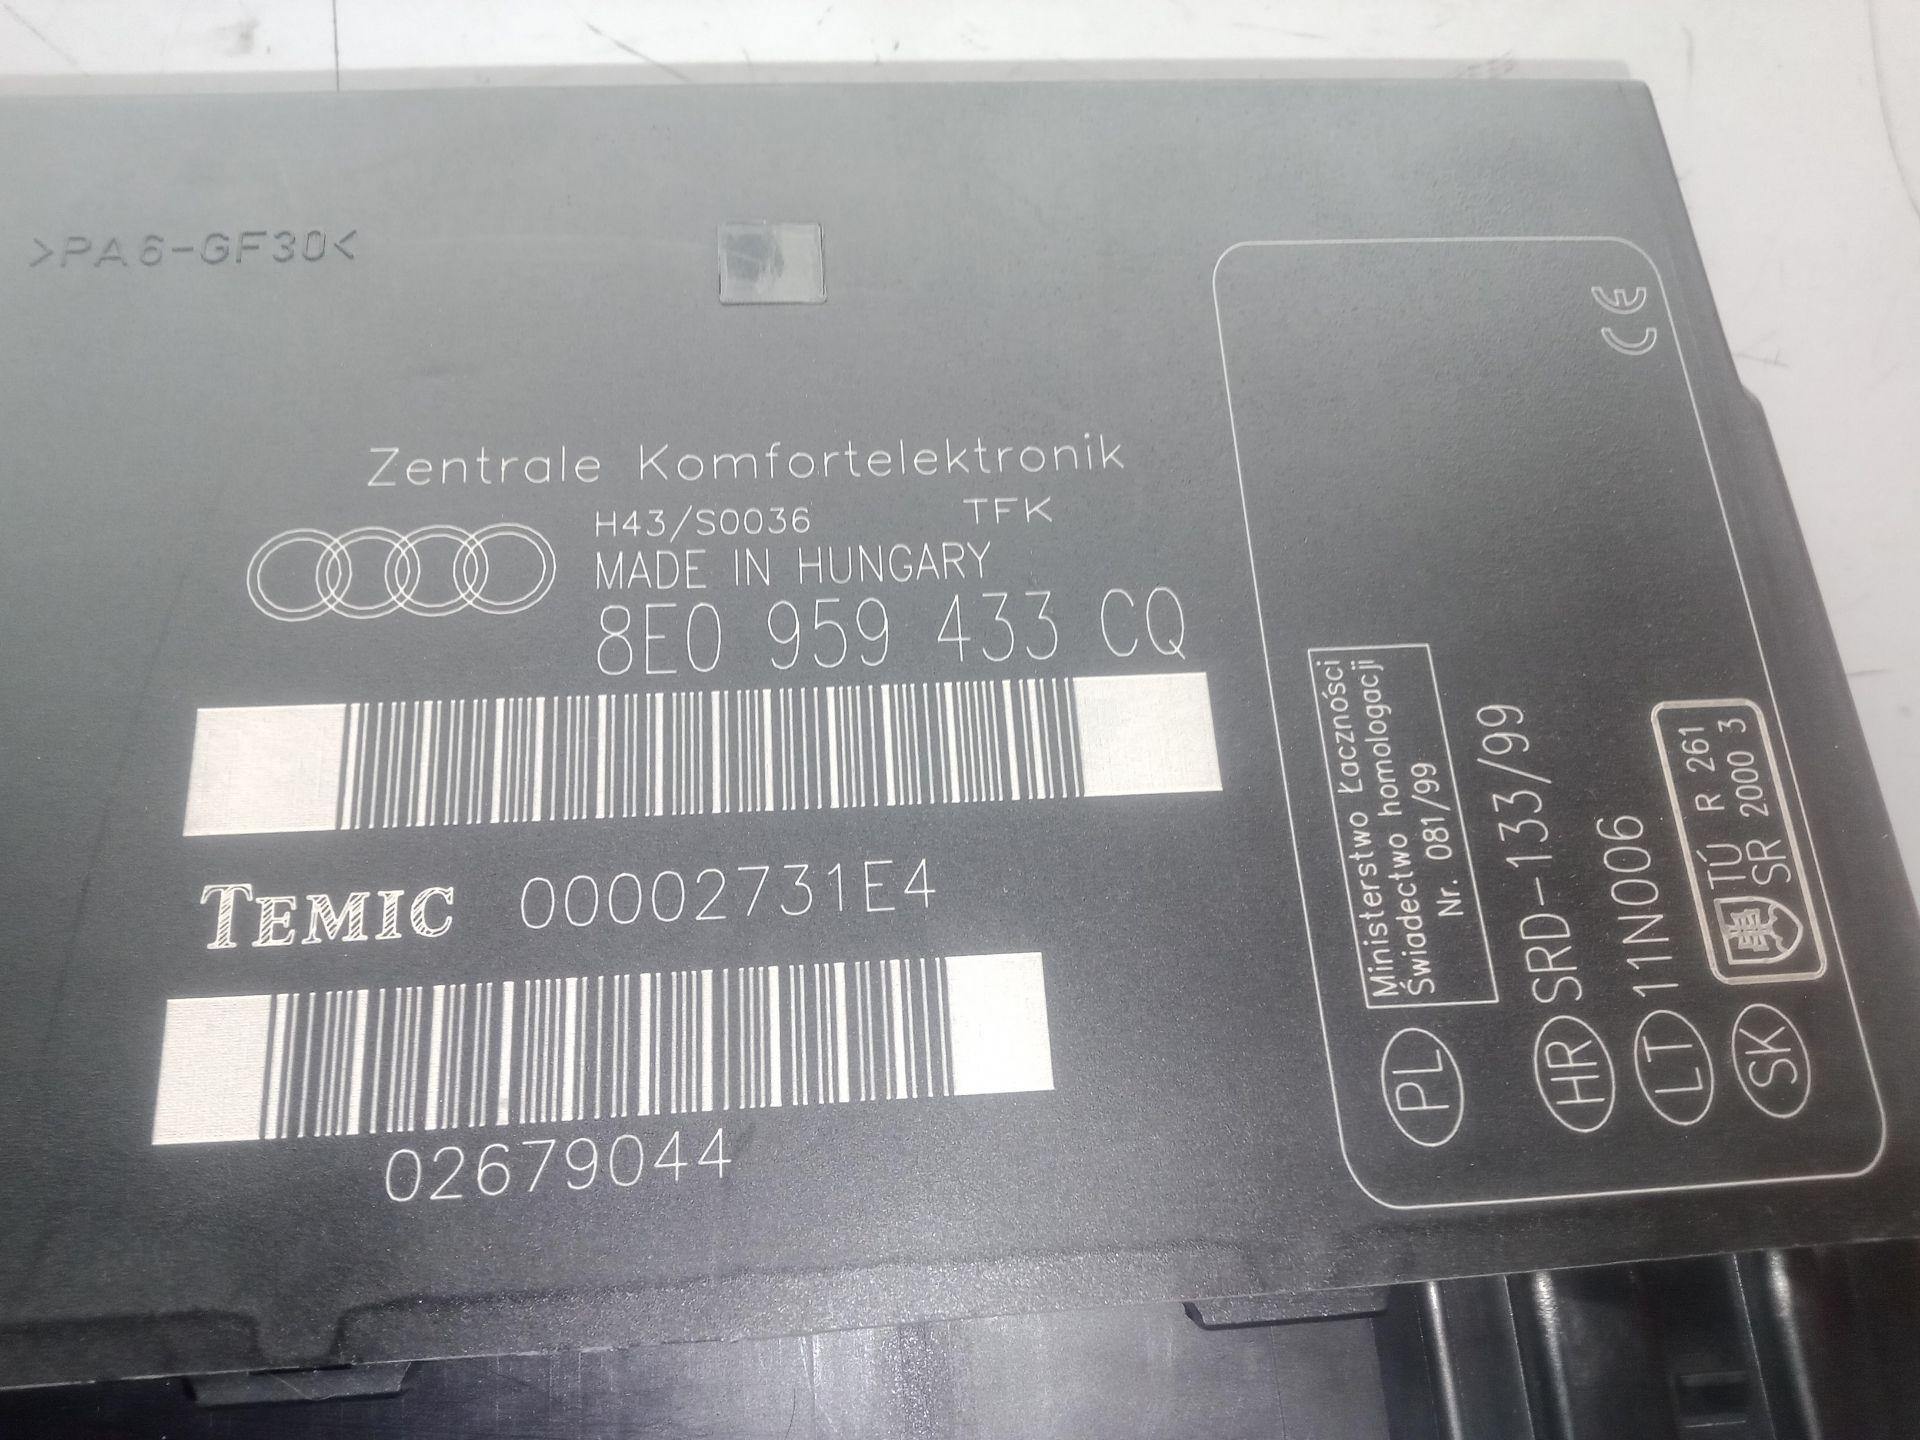 >PA6-GF30<
Zentrale Komfortelektronik
H43/S0036 TFK
MADE IN HUNGARY
8E0 959 433 CQ
TEMIC 00002731E4
02679044
CE
PL
Ministerstwo Łączności
Świadectwo homologacji
Nr. 081/99
HR SRD-133/99
LT 11N006
SK
TÚ R 261
SR 2000 3